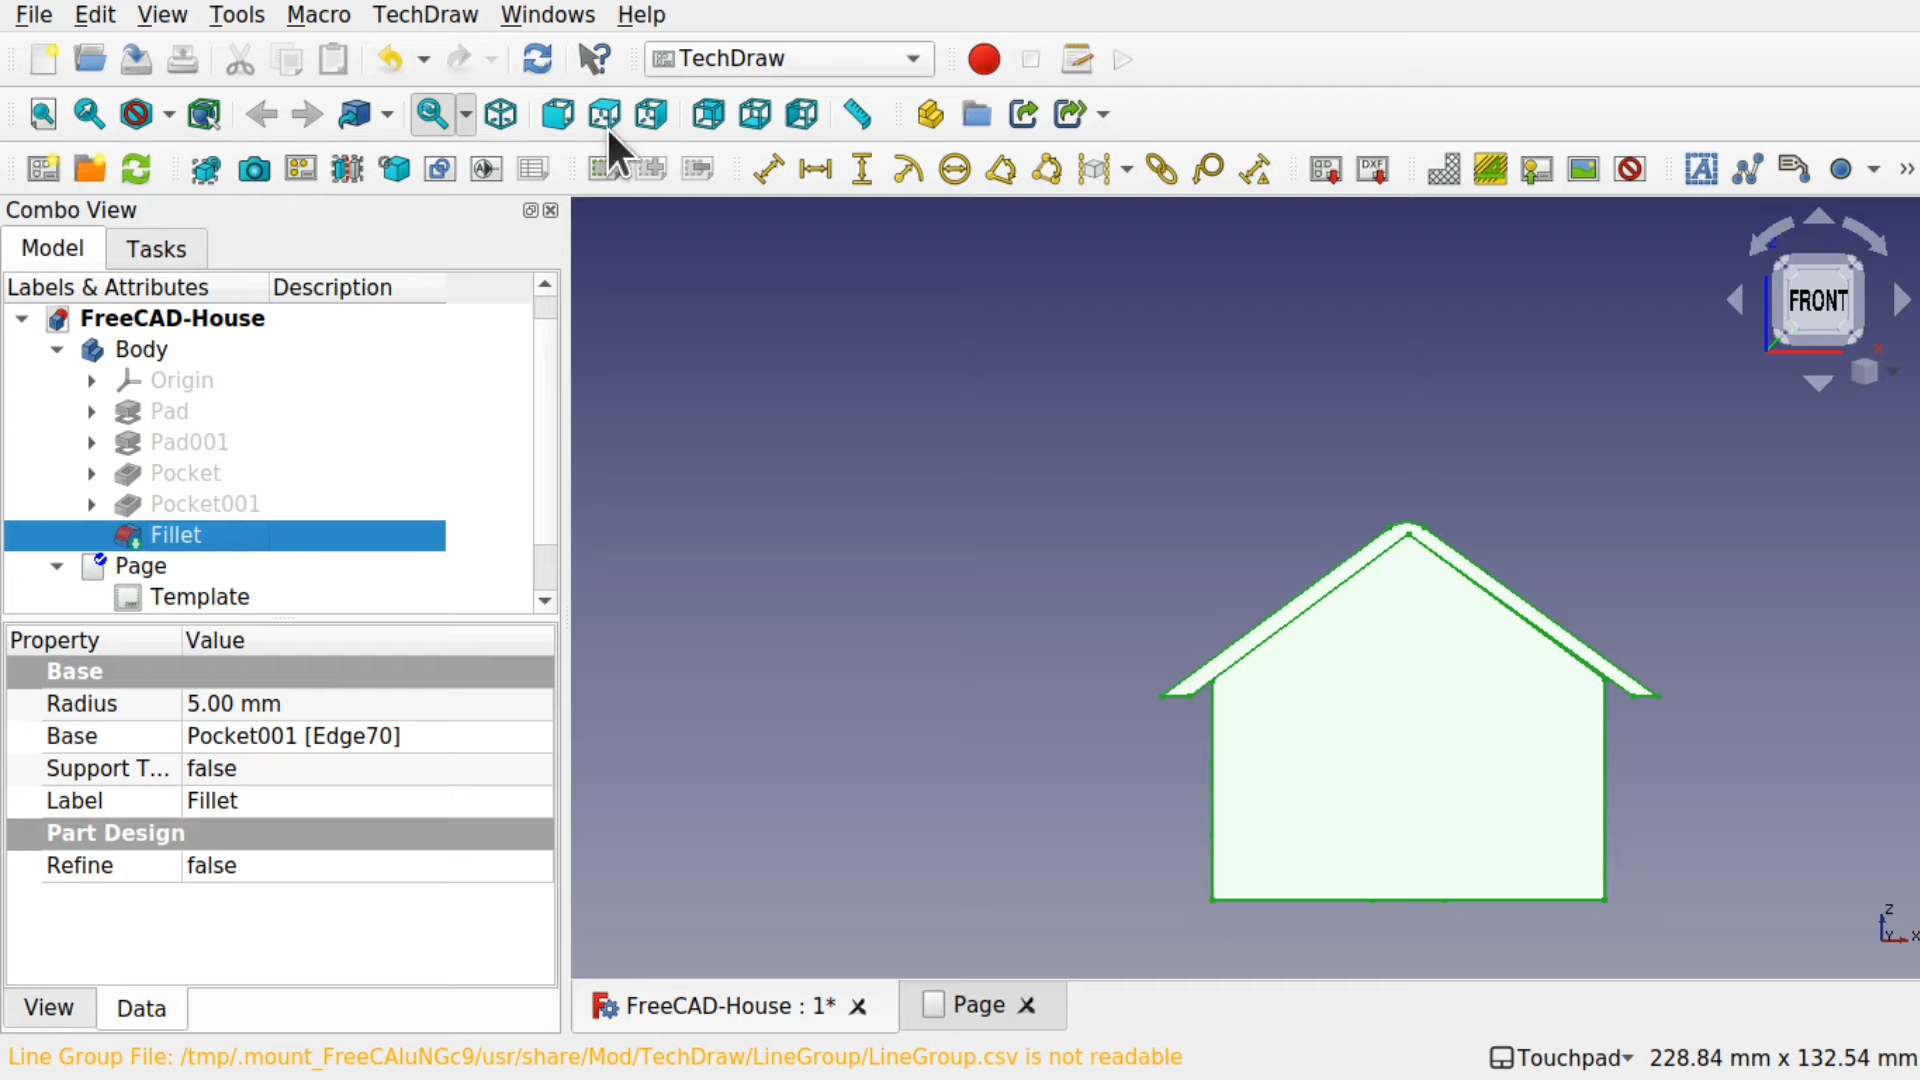 File Edit View Tools Macro TechDraw Windows Help
TechDraw
DXF
Combo View
Model Tasks
Labels & Attributes Description
FreeCAD-House
Body
Origin
Pad
Pad001
Pocket
Pocket001
Fillet
Page
Template
Property Value
Base
Radius 5.00 mm
Base Pocket001 [Edge70]
Support T... false
Label Fillet
Part Design
Refine false
View Data
FRONT
Z
X
Z
Y X
FreeCAD-House : 1* Page
Line Group File: /tmp/.mount_FreeCAluNGc9/usr/share/Mod/TechDraw/LineGroup/LineGroup.csv is not readable
Touchpad 228.84 mm x 132.54 mm